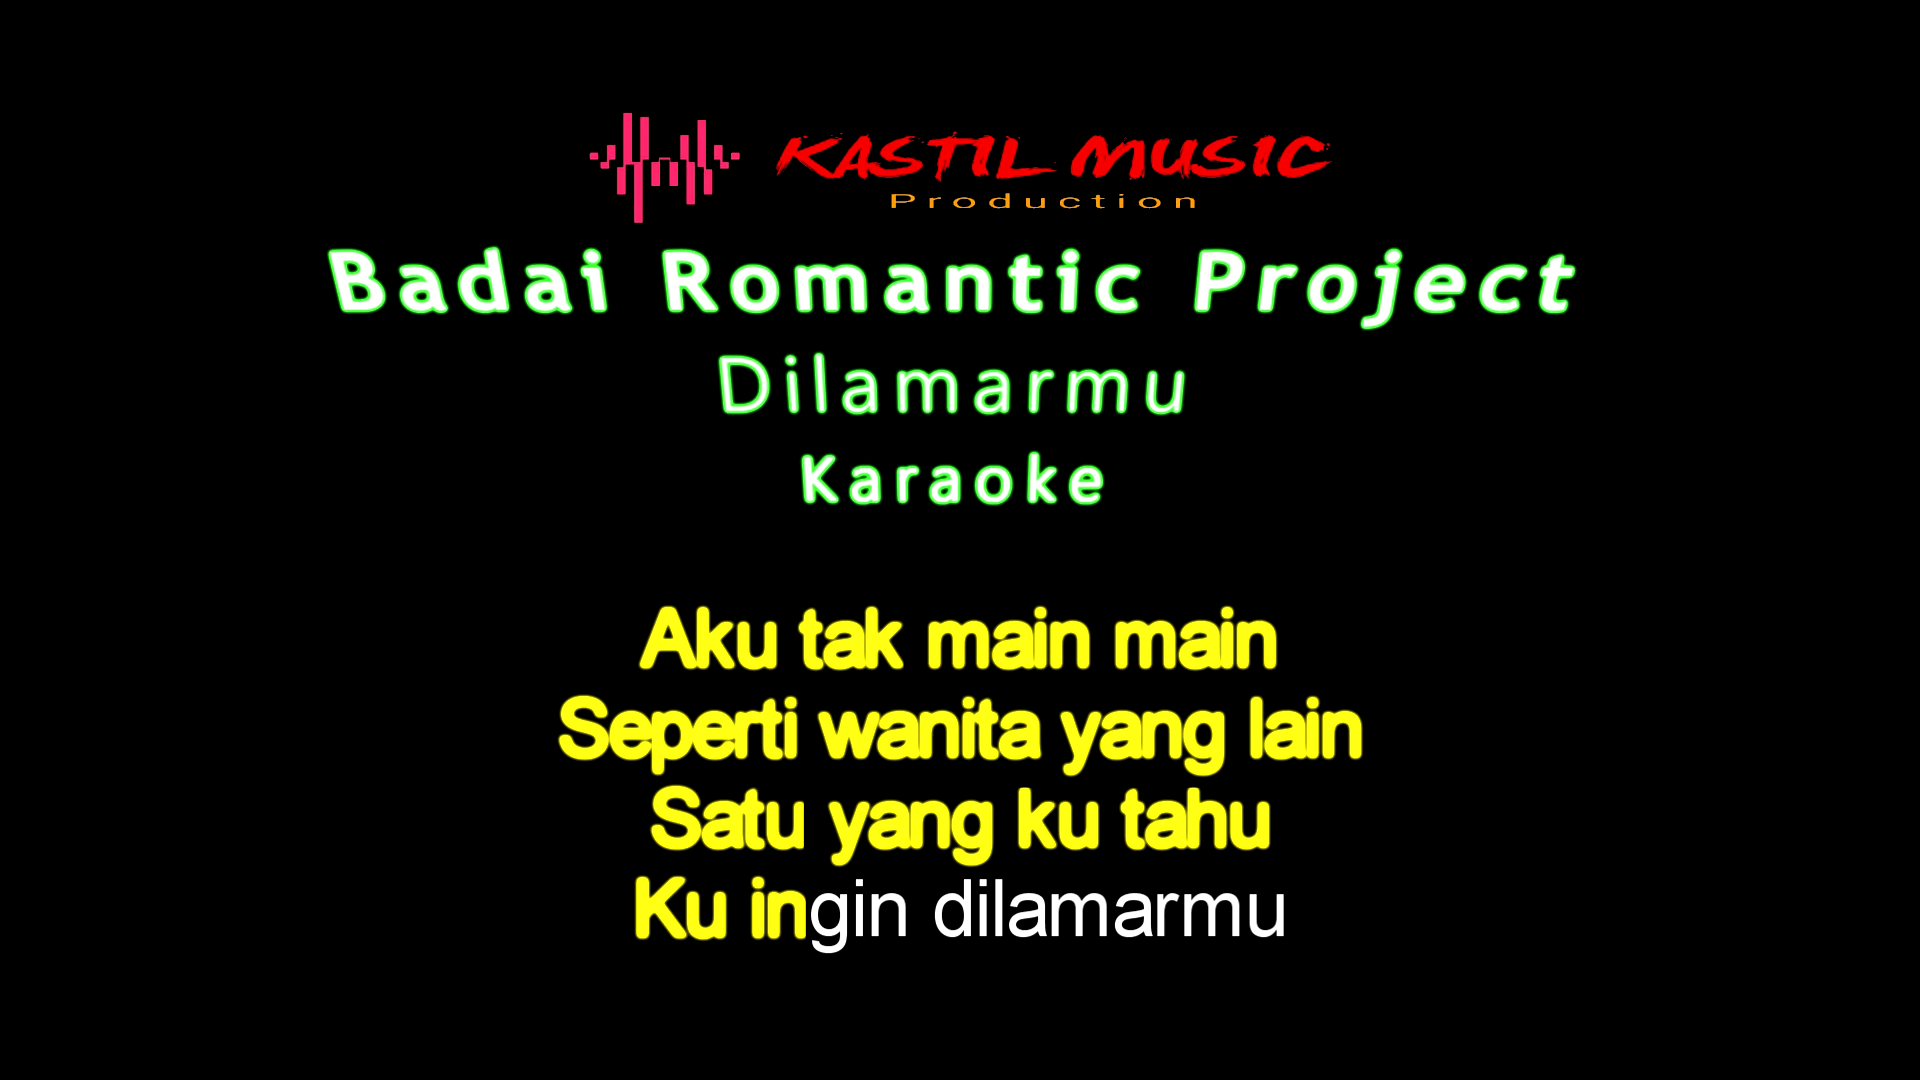 KASTIL MUSIC
Production
Badai Romantic Project
Dilamarmu
Karaoke
Aku tak main main
Seperti wanita yang lain
Satu yang ku tahu
Ku ingin dilamarmu